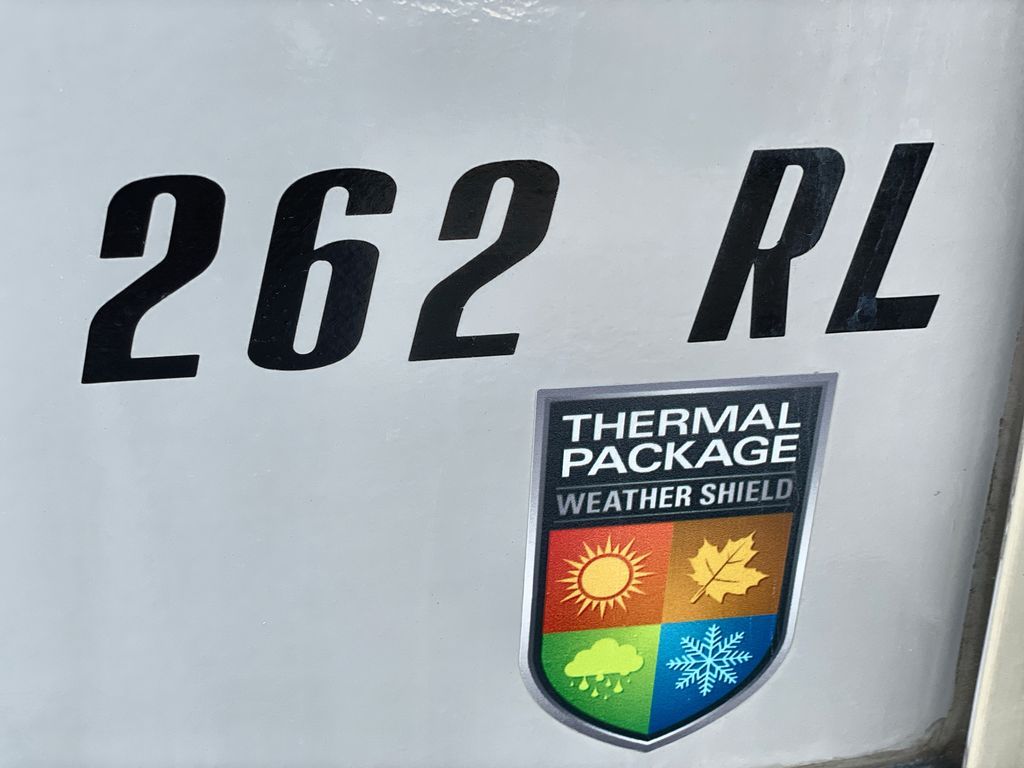 262 RL
THERMAL
PACKAGE
WEATHER SHIELD